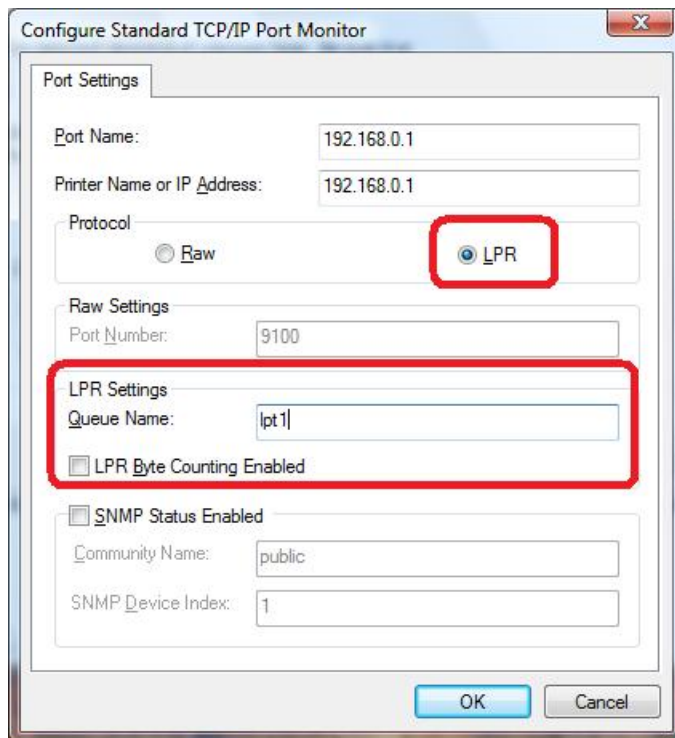 Configure Standard TCP/IP Port Monitor
Port Settings
Port Name: 192.168.0.1
Printer Name or IP Address: 192.168.0.1
Protocol
Raw LPR
Raw Settings
Port Number: 9100
LPR Settings
Queue Name: lpt1
LPR Byte Counting Enabled
SNMP Status Enabled
Community Name: public
SNMP Device Index: 1
OK Cancel